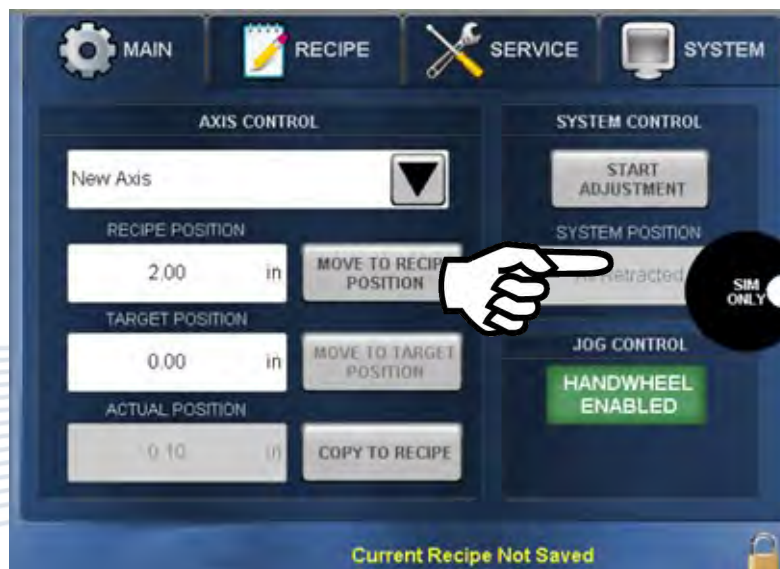 MAIN
RECIPE
SERVICE
SYSTEM
AXIS CONTROL
New Axis
RECIPE POSITION
2.00 in
MOVE TO RECIPE
POSITION
TARGET POSITION
0.00 in
MOVE TO TARGET
POSITION
ACTUAL POSITION
0.10 in
COPY TO RECIPE
SYSTEM CONTROL
START
ADJUSTMENT
SYSTEM POSITION
Retracted
SIM
ONLY
JOG CONTROL
HANDWHEEL
ENABLED
Current Recipe Not Saved